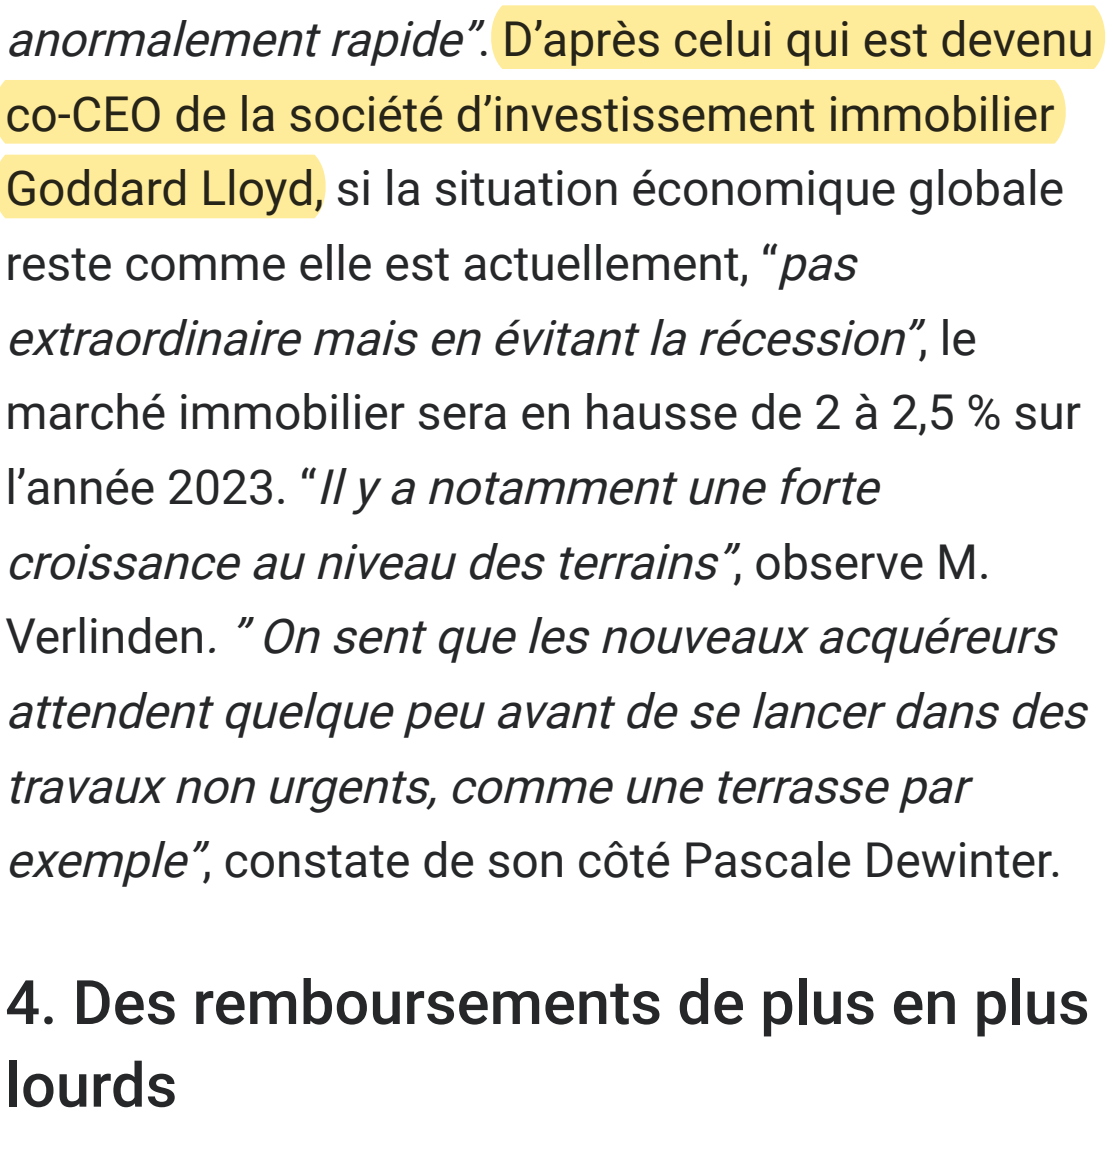 anormalement rapide”. D’après celui qui est devenu
co-CEO de la société d’investissement immobilier
Goddard Lloyd, si la situation économique globale
reste comme elle est actuellement, “pas
extraordinaire mais en évitant la récession”, le
marché immobilier sera en hausse de 2 à 2,5 % sur
l’année 2023. “Il y a notamment une forte
croissance au niveau des terrains”, observe M.
Verlinden. ” On sent que les nouveaux acquéreurs
attendent quelque peu avant de se lancer dans des
travaux non urgents, comme une terrasse par
exemple”, constate de son côté Pascale Dewinter.
4. Des remboursements de plus en plus
lourds